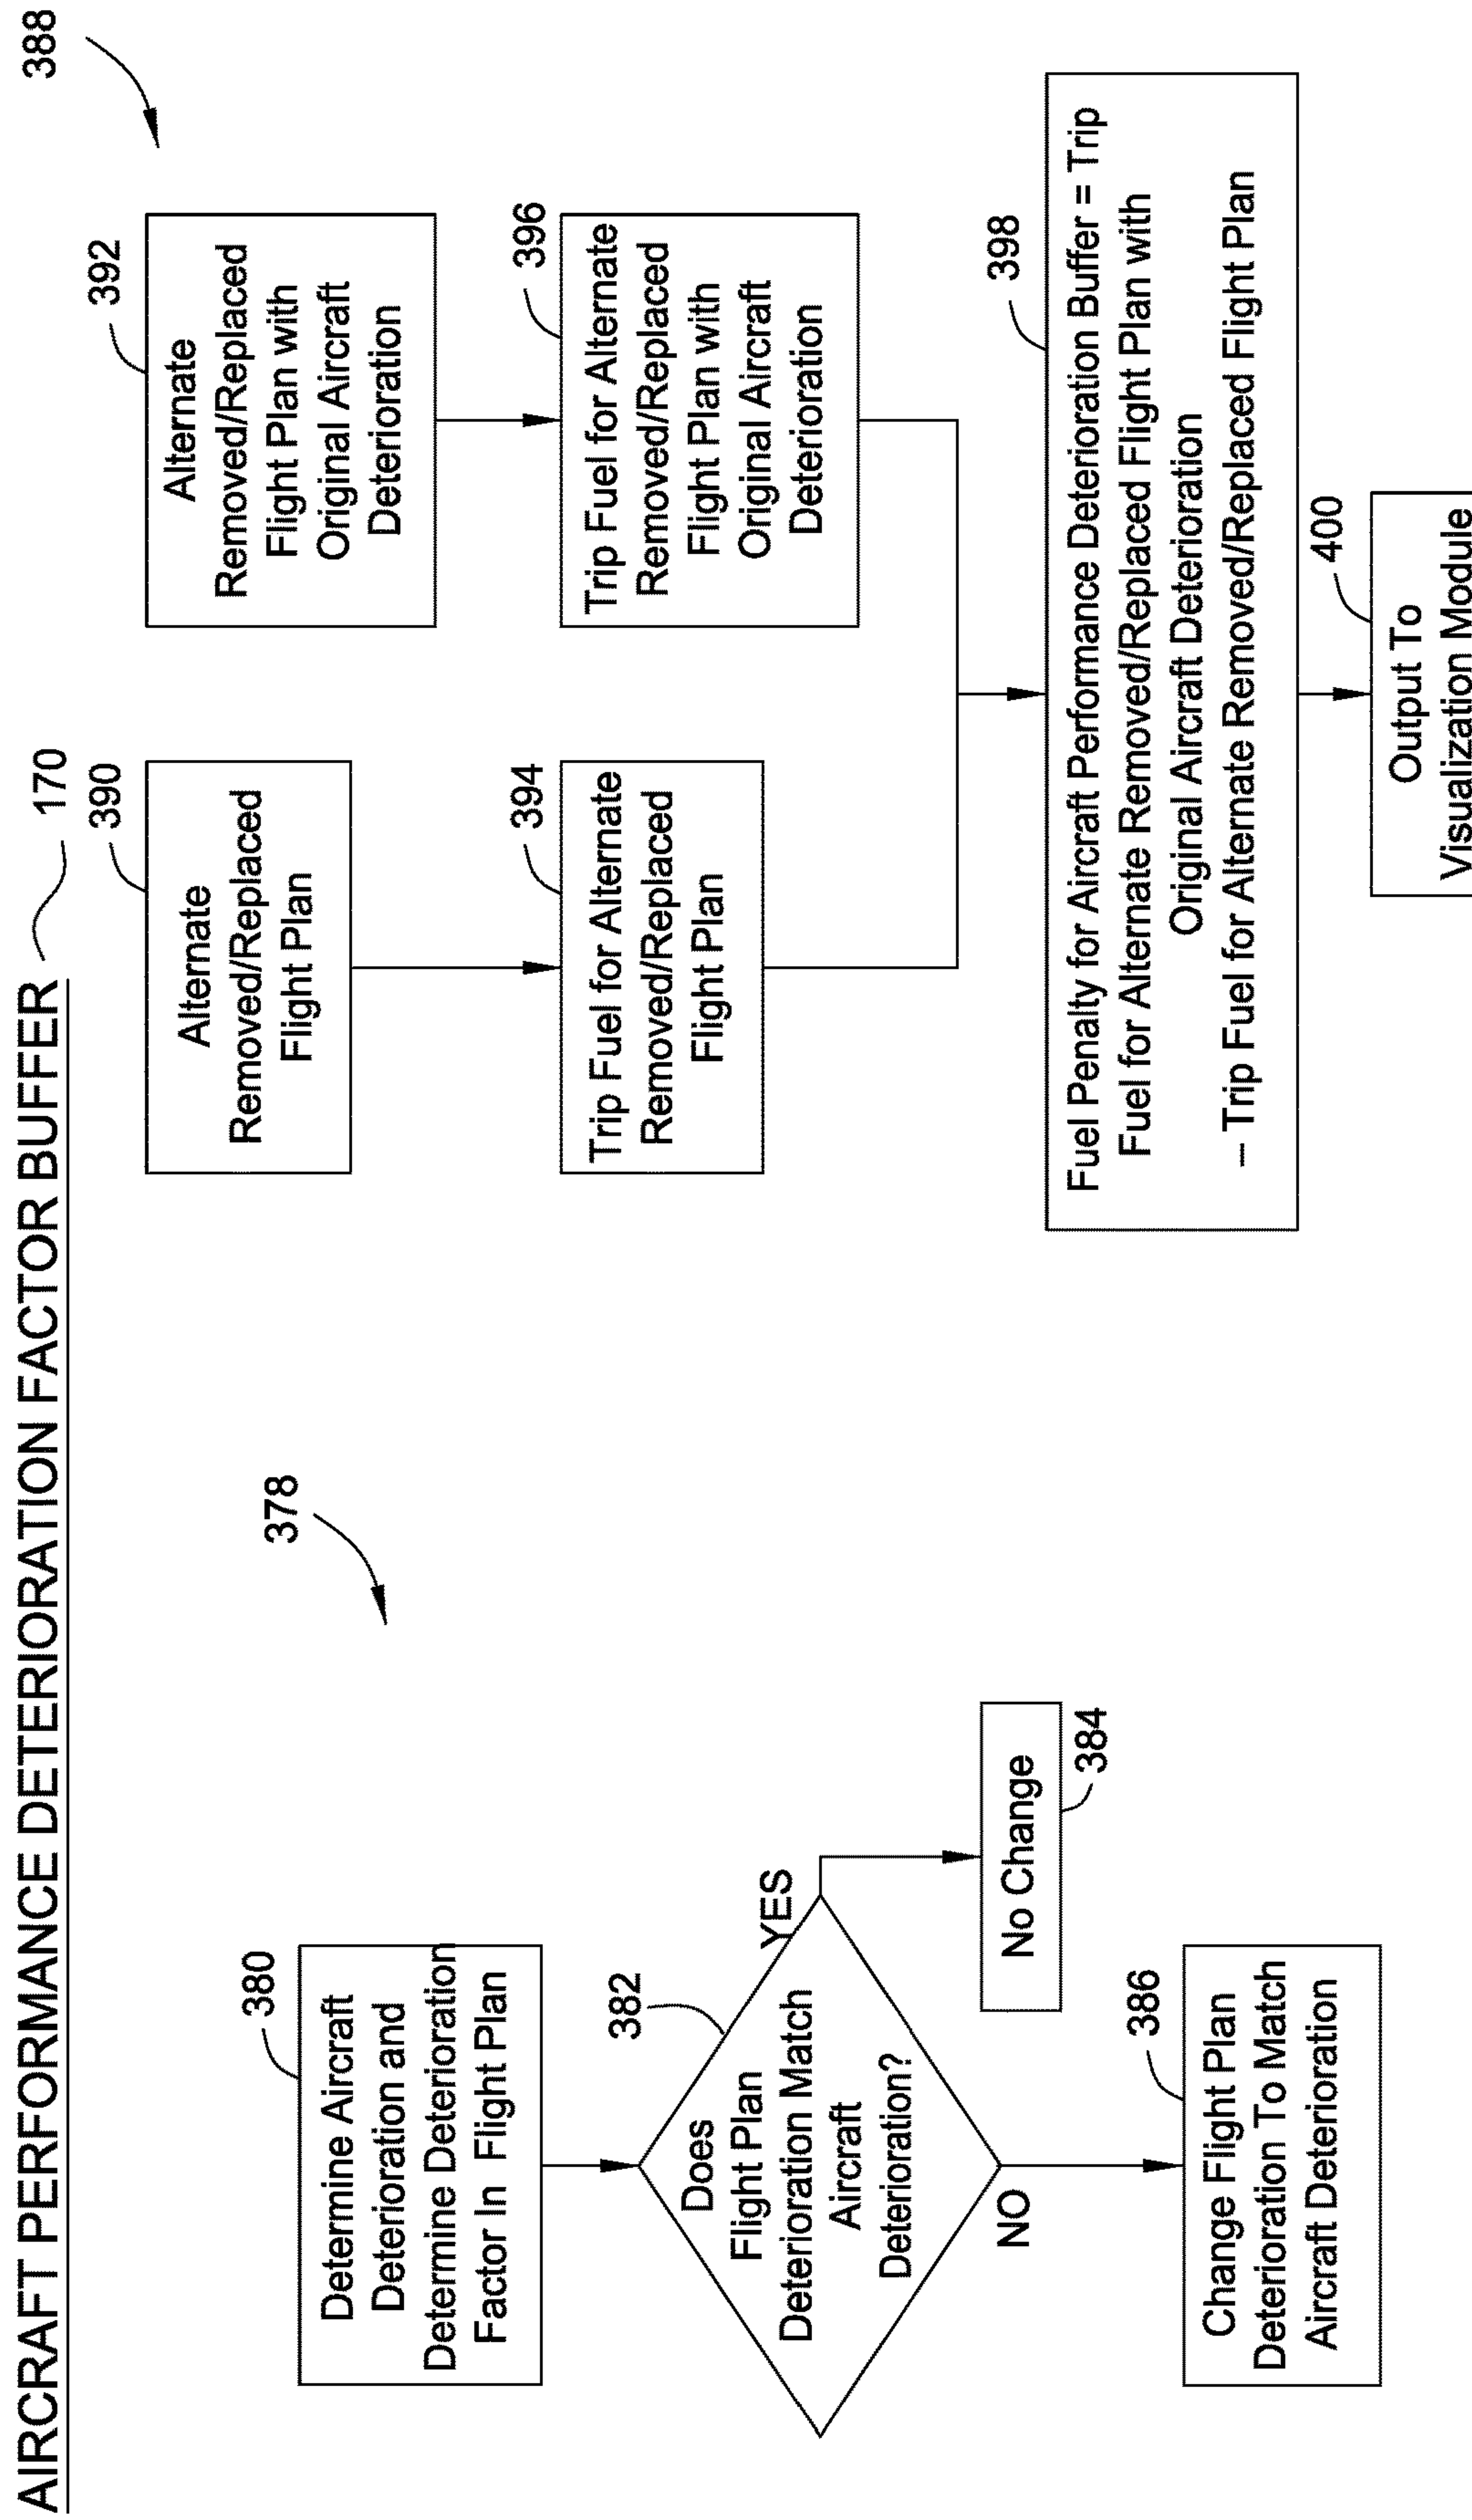 AIRCRAFT PERFORMANCE DETERIORATION FACTOR BUFFER
170
378
380
Determine Aircraft
Deterioration and
Determine Deterioration
Factor In Flight Plan
382
Does
Flight Plan
Deterioration Match
Aircraft
Deterioration?
YES
No Change
384
NO
386
Change Flight Plan
Deterioration To Match
Aircraft Deterioration
388
390
Alternate
Removed/Replaced
Flight Plan
392
Alternate
Removed/Replaced
Flight Plan with
Original Aircraft
Deterioration
394
Trip Fuel for Alternate
Removed/Replaced
Flight Plan
396
Trip Fuel for Alternate
Removed/Replaced
Flight Plan with
Original Aircraft
Deterioration
398
Fuel Penalty for Aircraft Performance Deterioration Buffer = Trip
Fuel for Alternate Removed/Replaced Flight Plan with
Original Aircraft Deterioration
– Trip Fuel for Alternate Removed/Replaced Flight Plan
400
Output To
Visualization Module